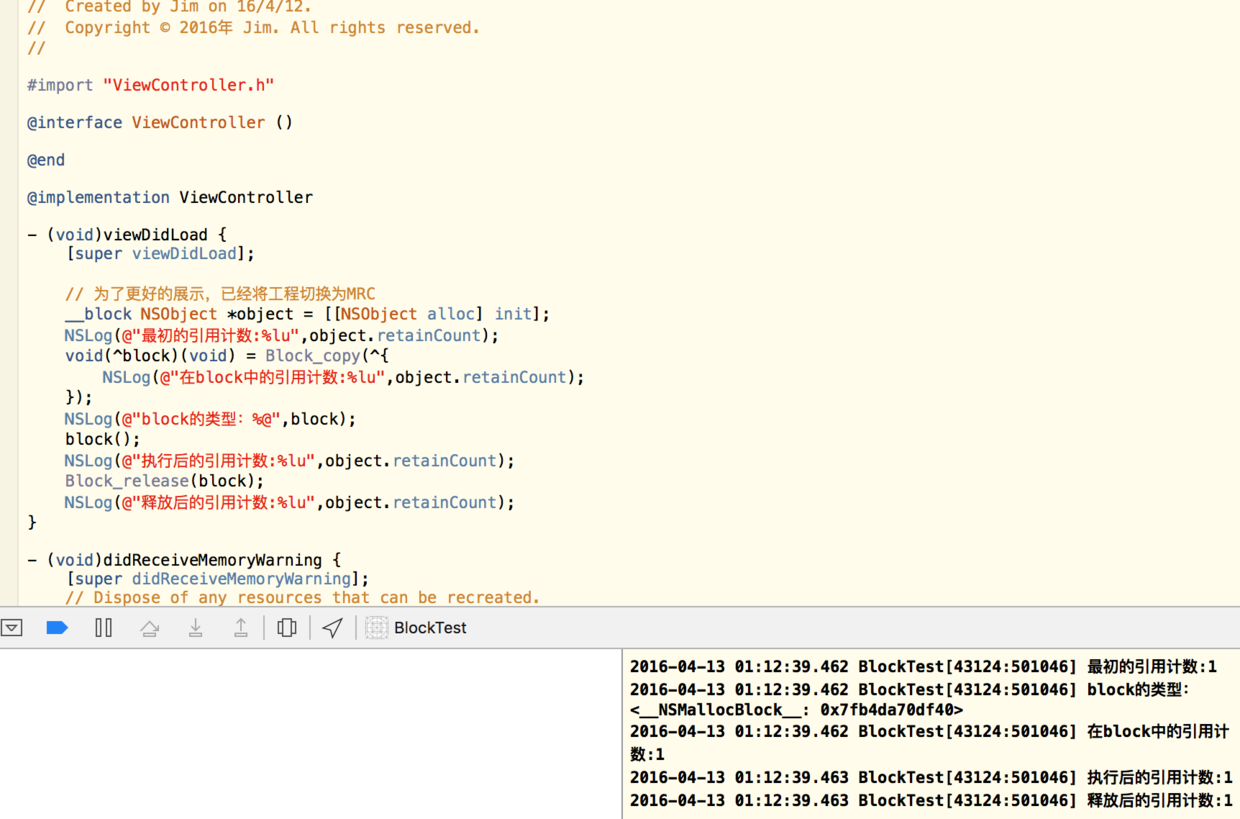 //  Created by Jim on 16/4/12.
//  Copyright © 2016年 Jim. All rights reserved.
//
#import "ViewController.h"
@interface ViewController ()
@end
@implementation ViewController
- (void)viewDidLoad {
    [super viewDidLoad];
    // 为了更好的展示，已经将工程切换为MRC
    __block NSObject *object = [[NSObject alloc] init];
    NSLog(@"最初的引用计数:%lu",object.retainCount);
    void(^block)(void) = Block_copy(^{
        NSLog(@"在block中的引用计数:%lu",object.retainCount);
    });
    NSLog(@"block的类型：%@",block);
    block();
    NSLog(@"执行后的引用计数:%lu",object.retainCount);
    Block_release(block);
    NSLog(@"释放后的引用计数:%lu",object.retainCount);
}
- (void)didReceiveMemoryWarning {
    [super didReceiveMemoryWarning];
    // Dispose of any resources that can be recreated.
BlockTest
2016-04-13 01:12:39.462 BlockTest[43124:501046] 最初的引用计数:1
2016-04-13 01:12:39.462 BlockTest[43124:501046] block的类型：
<__NSMallocBlock__: 0x7fb4da70df40>
2016-04-13 01:12:39.462 BlockTest[43124:501046] 在block中的引用计
数:1
2016-04-13 01:12:39.463 BlockTest[43124:501046] 执行后的引用计数:1
2016-04-13 01:12:39.463 BlockTest[43124:501046] 释放后的引用计数:1